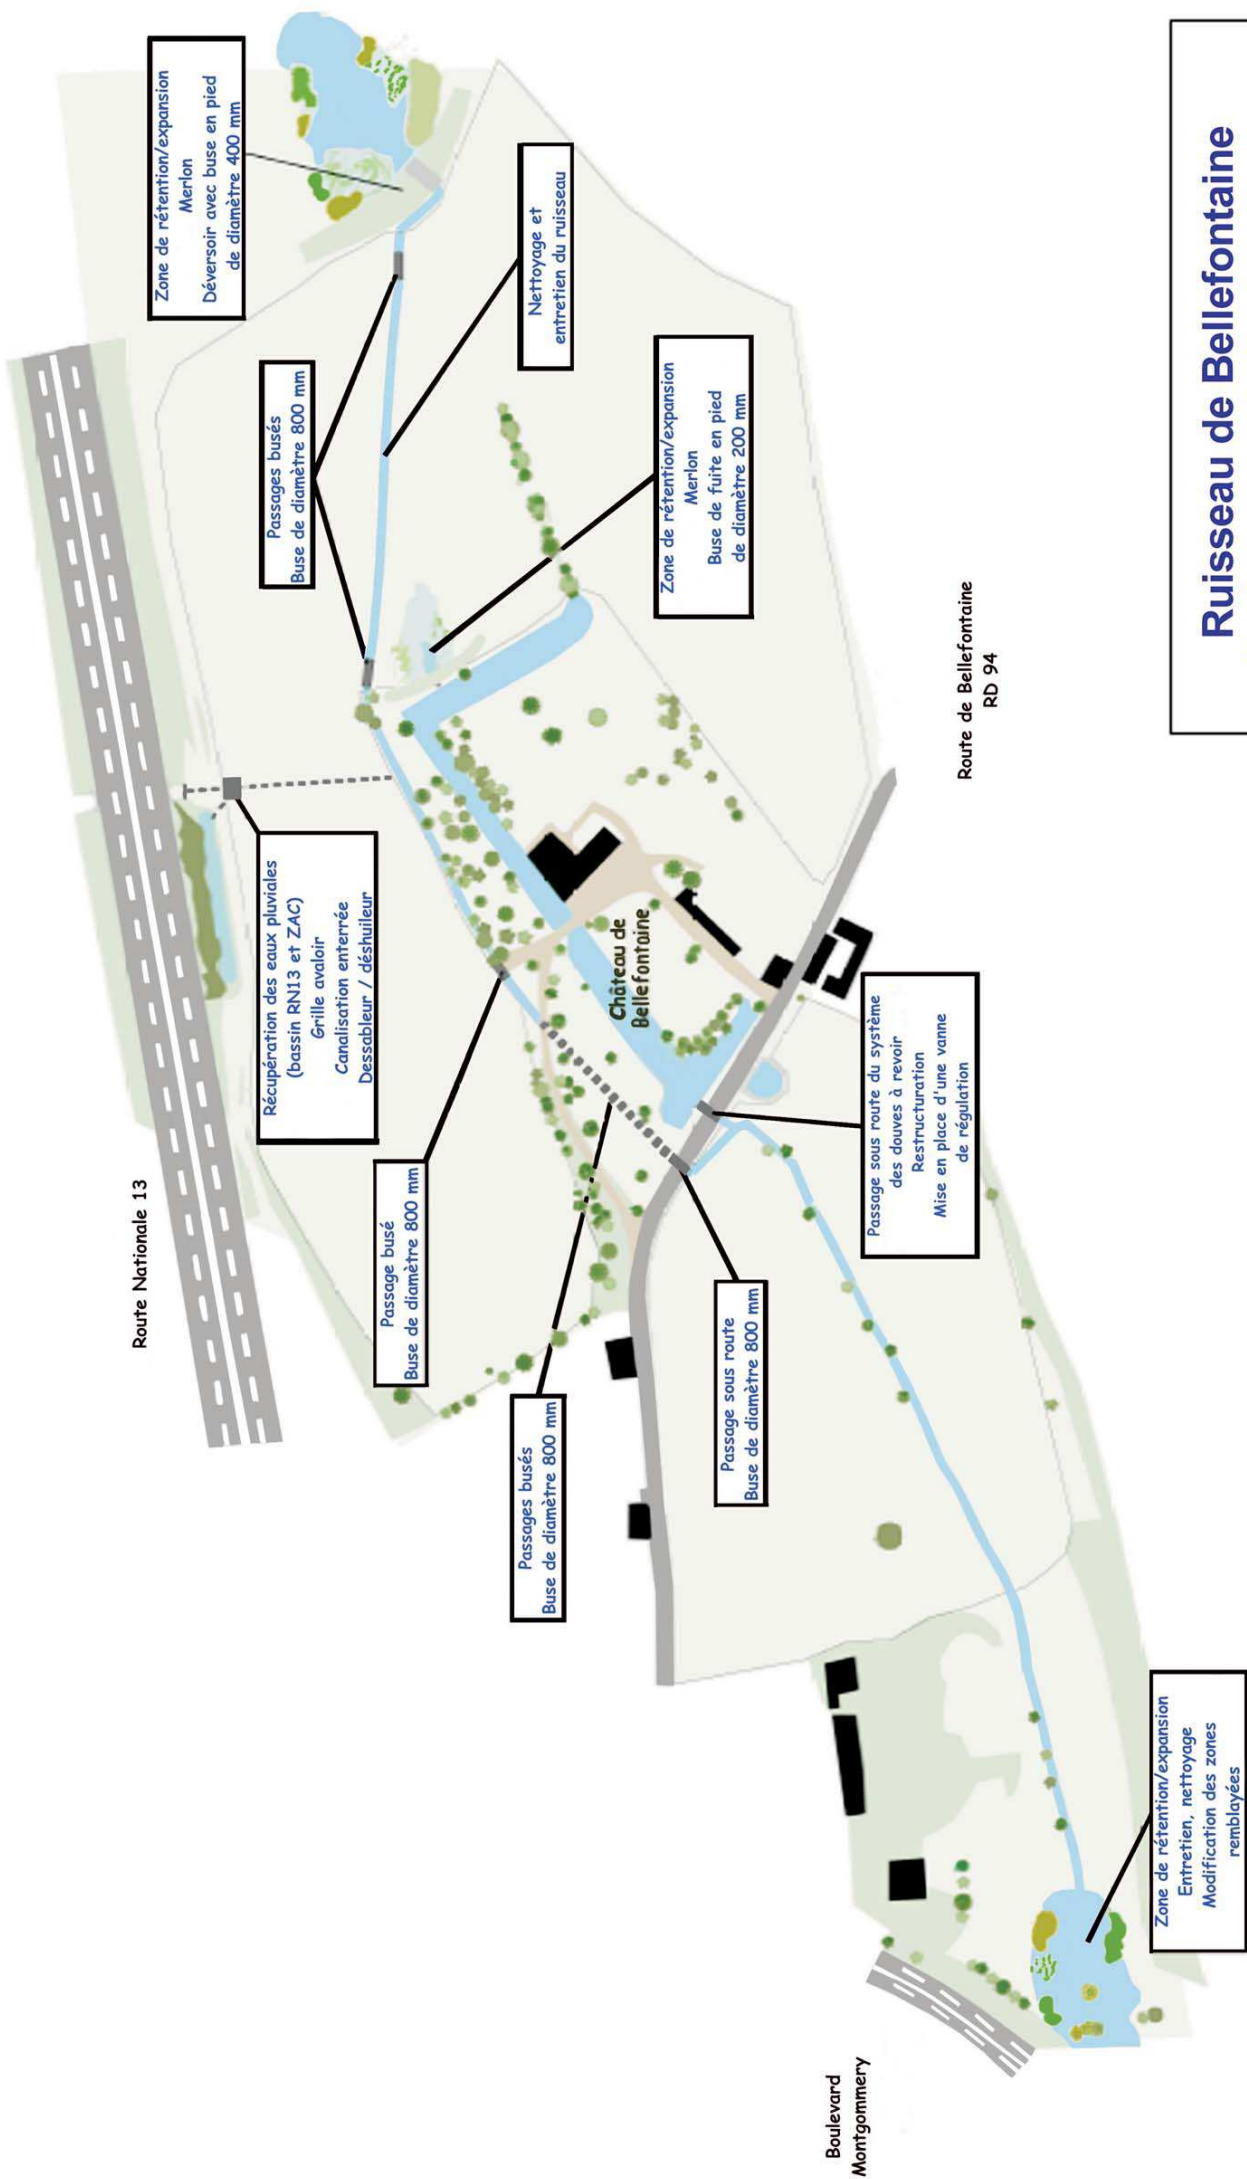 Ruisseau de Bellefontaine
Route Nationale 13
Zone de rétention/expansion
Merlon
Déversoir avec buse en pied
de diamètre 400 mm
Passages busés
Buse de diamètre 800 mm
Nettoyage et
entretien du ruisseau
Zone de rétention/expansion
Merlon
Buse de fuite en pied
de diamètre 200 mm
Récupération des eaux pluviales
(bassin RN13 et ZAC)
Grille avaloir
Canalisation enterrée
Dessableur / déshuileur
Passage busé
Buse de diamètre 800 mm
Passages busés
Buse de diamètre 800 mm
Château de
Bellefontaine
Passage sous route
Buse de diamètre 800 mm
Passage sous route du système
des douves à revoir
Restructuration
Mise en place d'une vanne
de régulation
Route de Bellefontaine
RD 94
Boulevard
Montgommery
Zone de rétention/expansion
Entretien, nettoyage
Modification des zones
remblayées